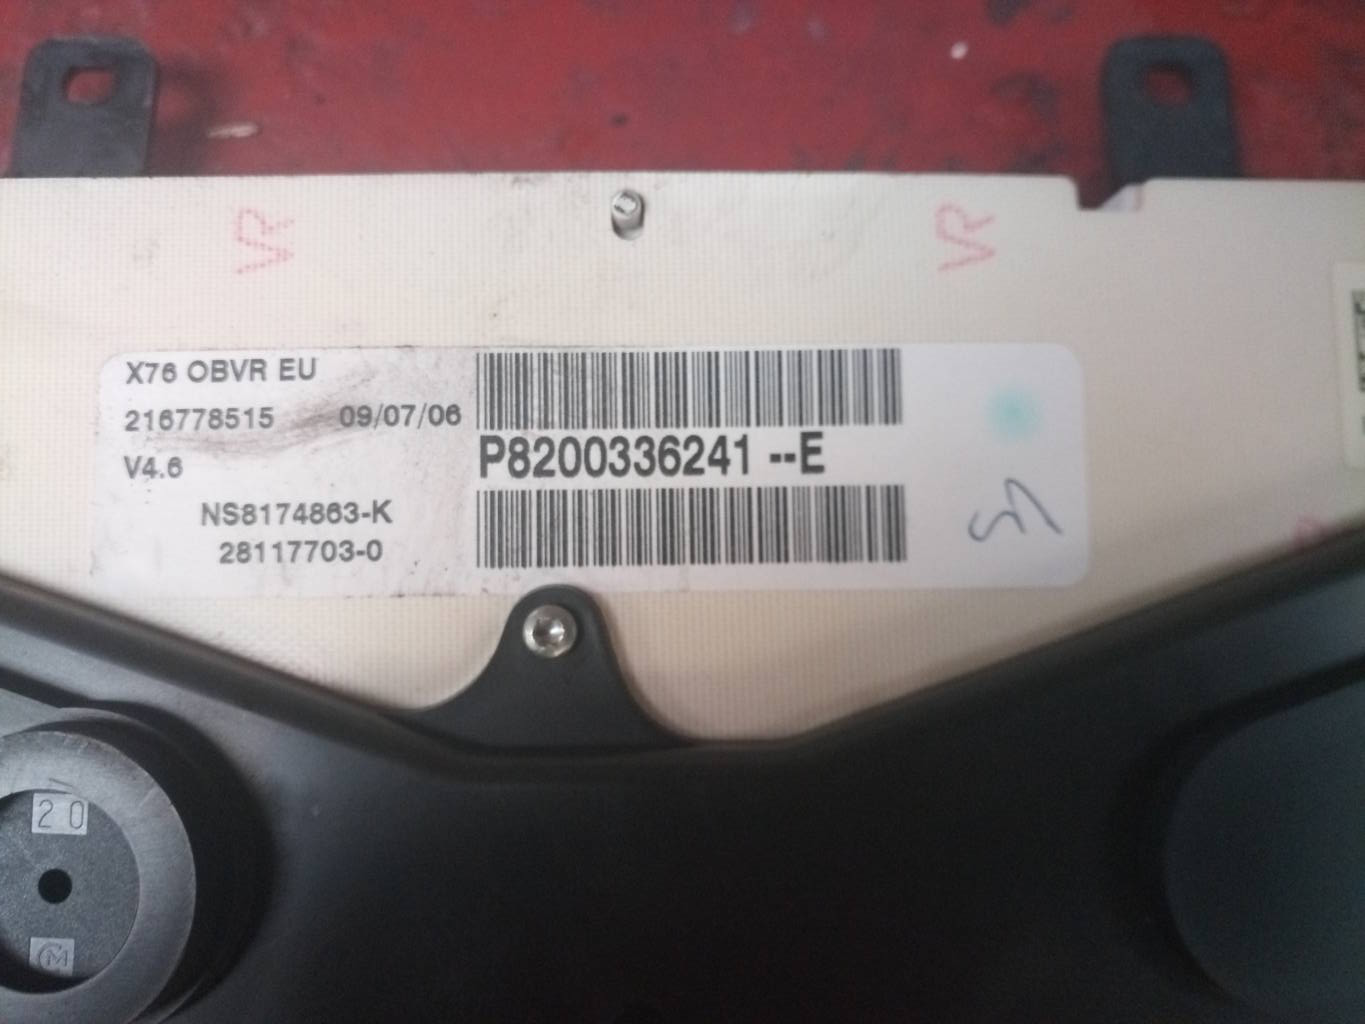 VR
VR
X76 OBVR EU
216778515 09/07/06
V4.6
P8200336241 --E
NS8174863-K
28117703-0
20